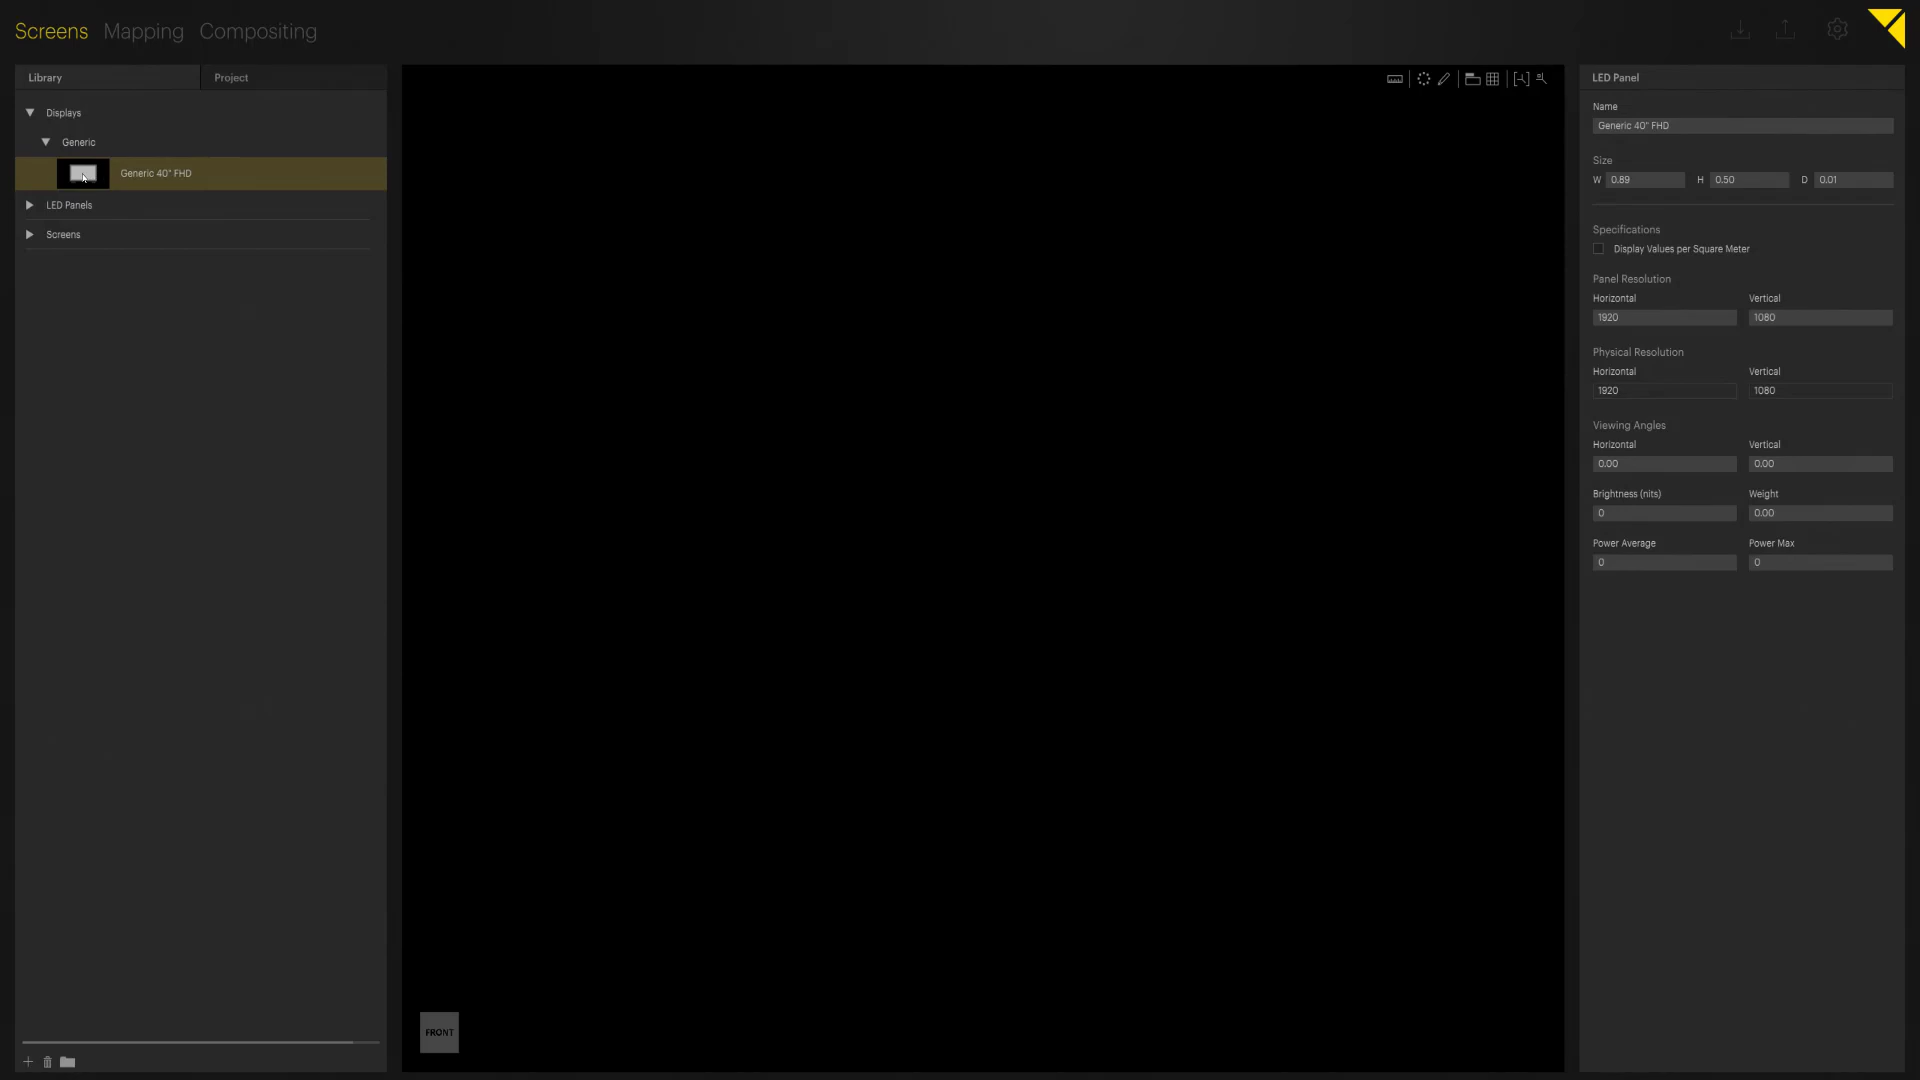 Screens Mapping Compositing
Library Project
Displays
Generic
Generic 40" FHD
LED Panels
Screens
FRONT
LED Panel
Name
Generic 40" FHD
Size
W 0.89 H 0.50 D 0.01
Specifications
Display Values per Square Meter
Panel Resolution
Horizontal Vertical
1920 1080
Physical Resolution
Horizontal Vertical
1920 1080
Viewing Angles
Horizontal Vertical
0.00 0.00
Brightness (nits) Weight
0 0.00
Power Average Power Max
0 0